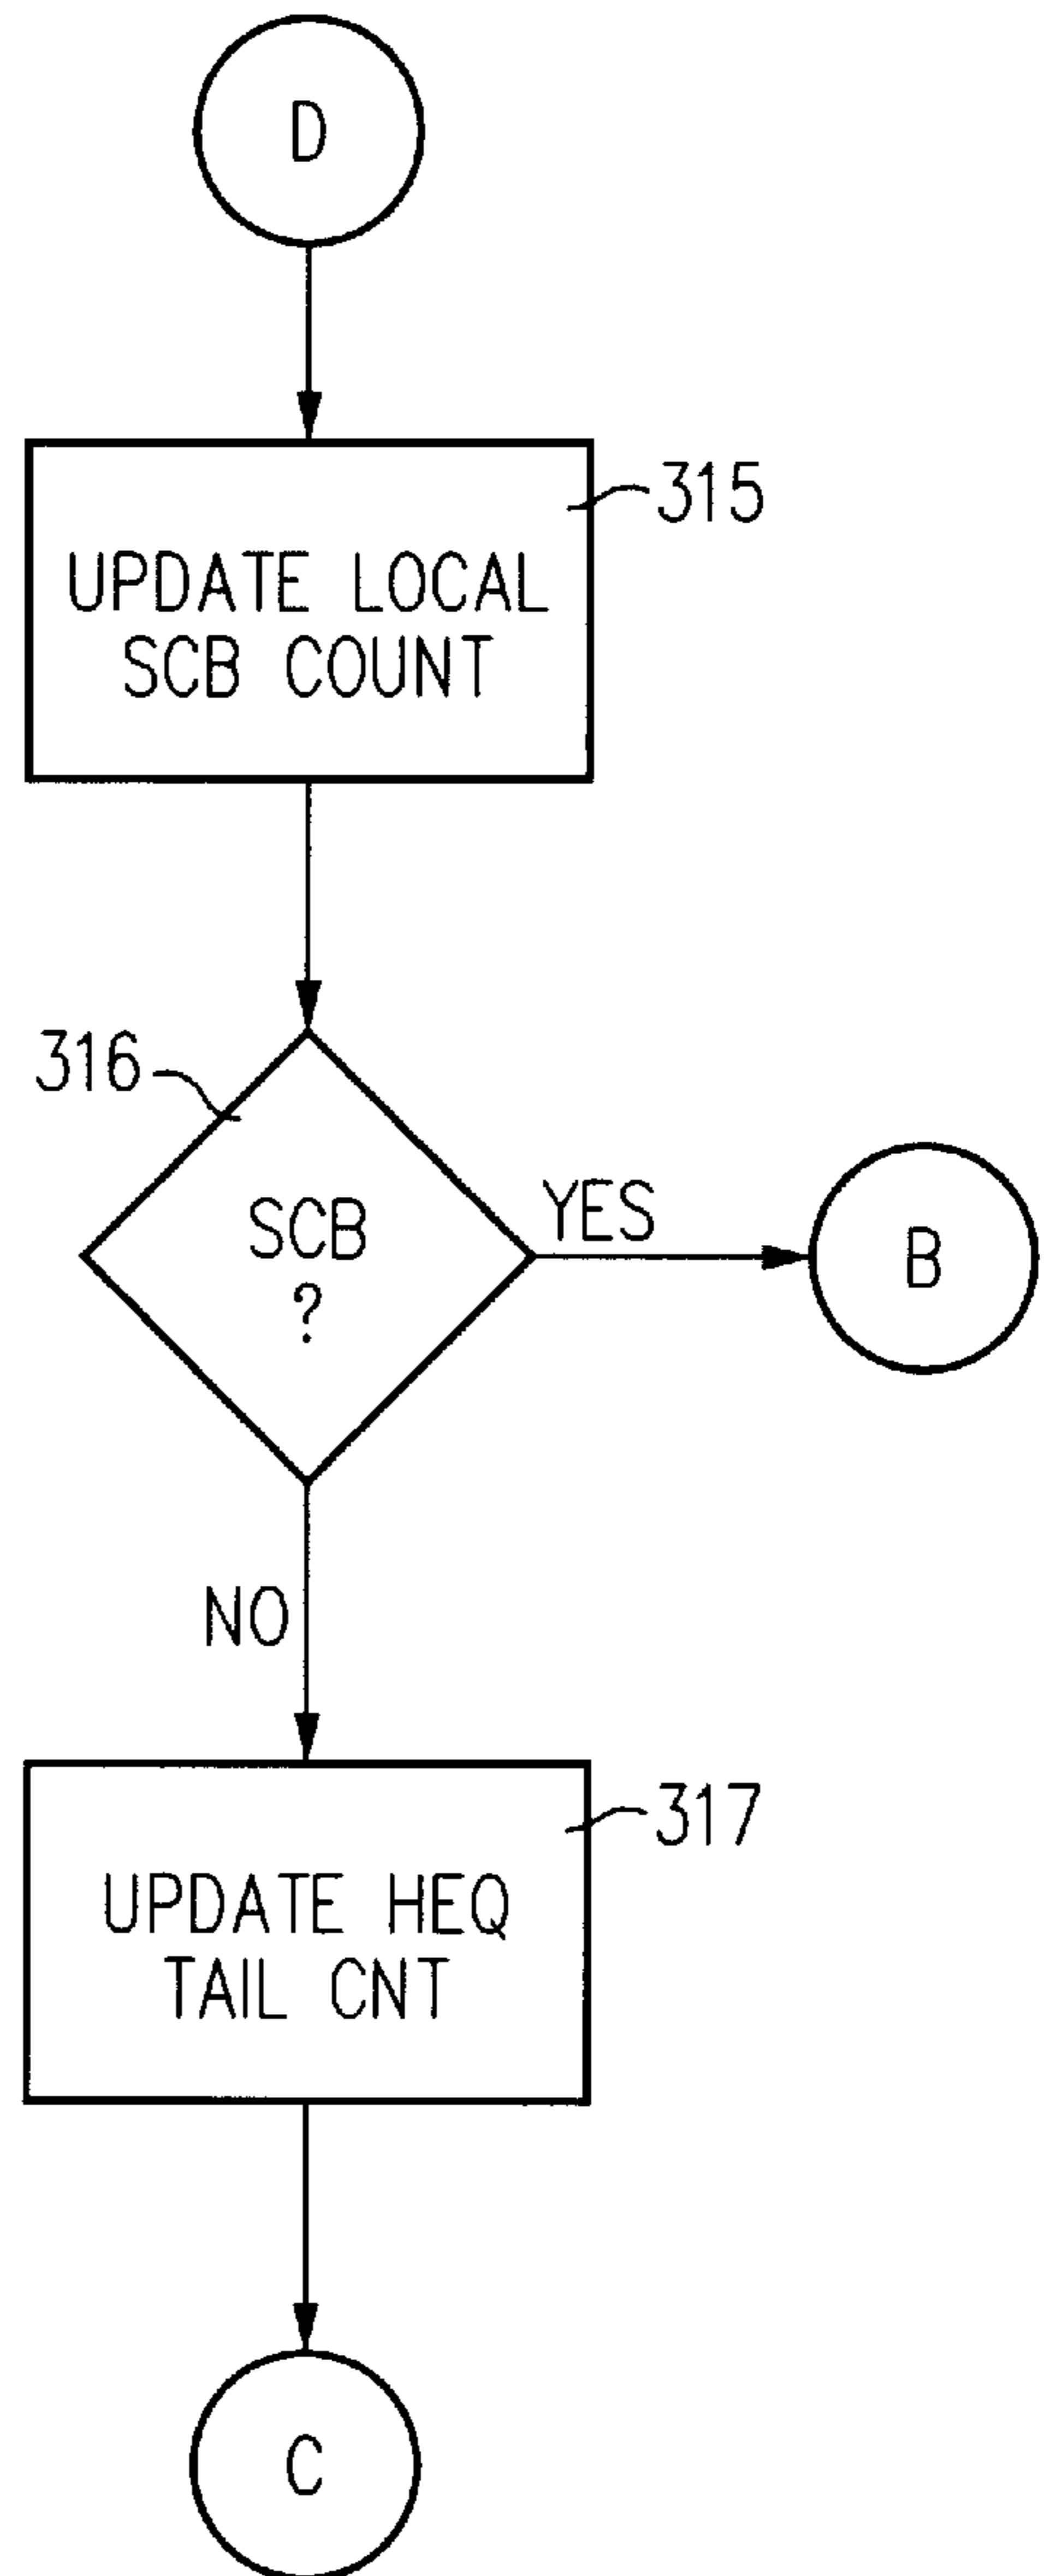 D
315
UPDATE LOCAL
SCB COUNT
316
SCB
?
YES
B
NO
317
UPDATE HEQ
TAIL CNT
C